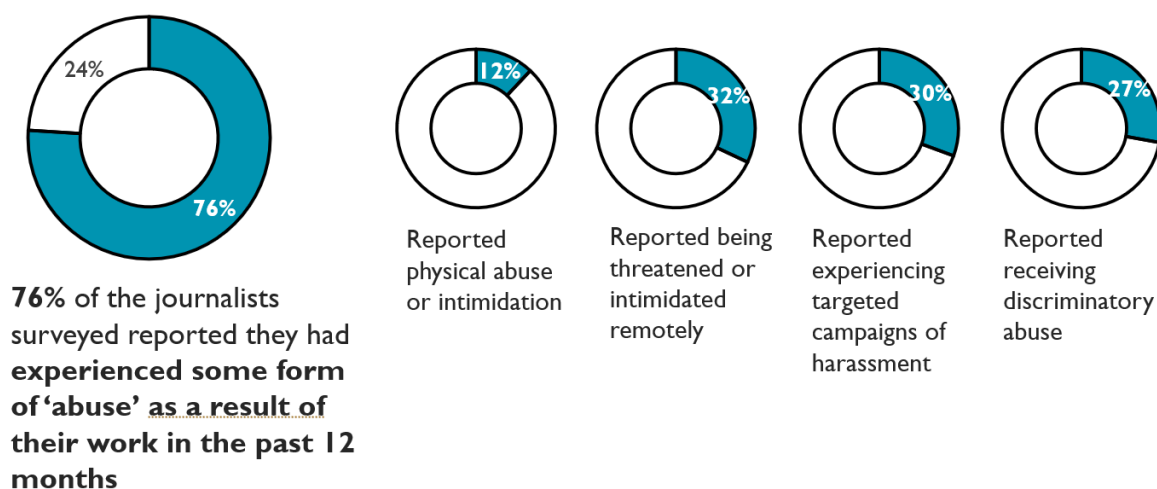 24%
76%
76% of the journalists
surveyed reported they had
experienced some form
of ‘abuse’ as a result of
their work in the past 12
months
12%
Reported
physical abuse
or intimidation
32%
Reported being
threatened or
intimidated
remotely
30%
Reported
experiencing
targeted
campaigns of
harassment
27%
Reported
receiving
discriminatory
abuse